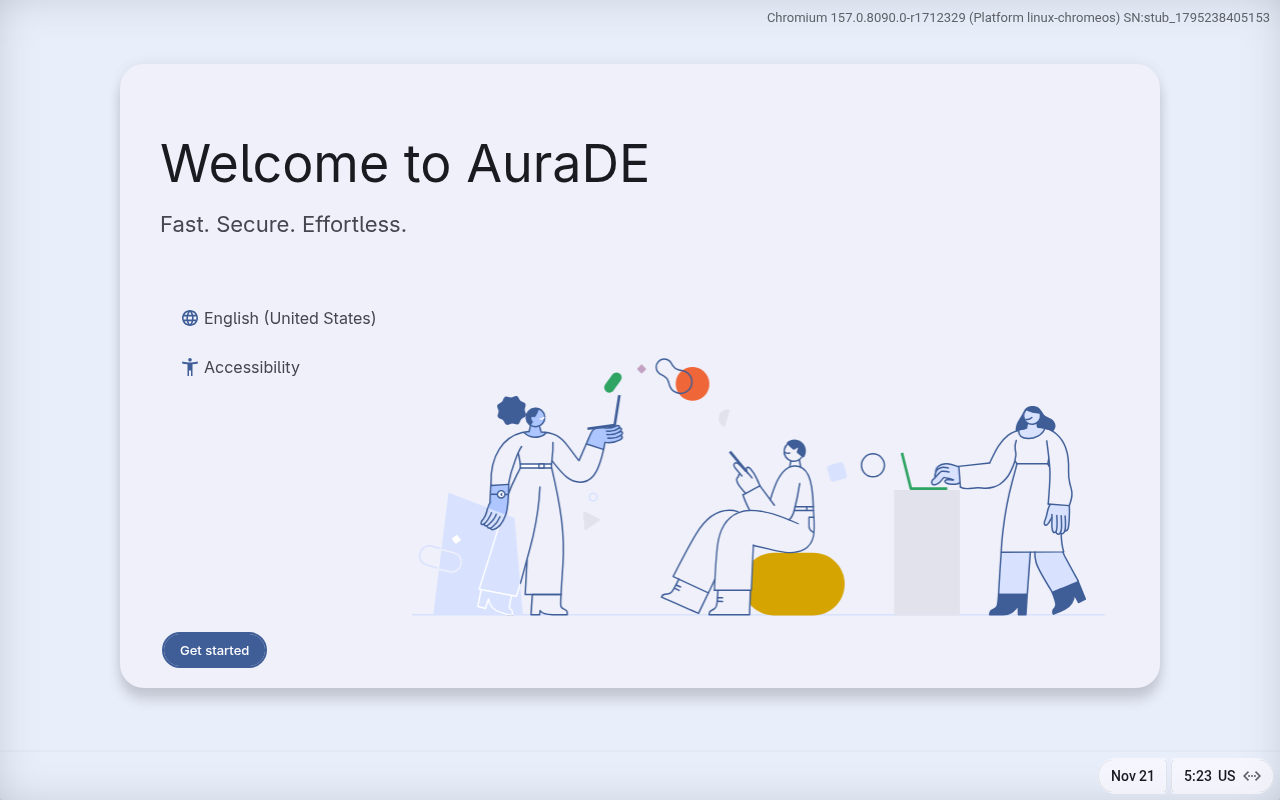 Chromium 157.0.8090.0-r1712329 (Platform linux-chromeos) SN:stub_1795238405153
Welcome to AuraDE
Fast. Secure. Effortless.
English (United States)
Accessibility
Get started
Nov 21
5:23 US